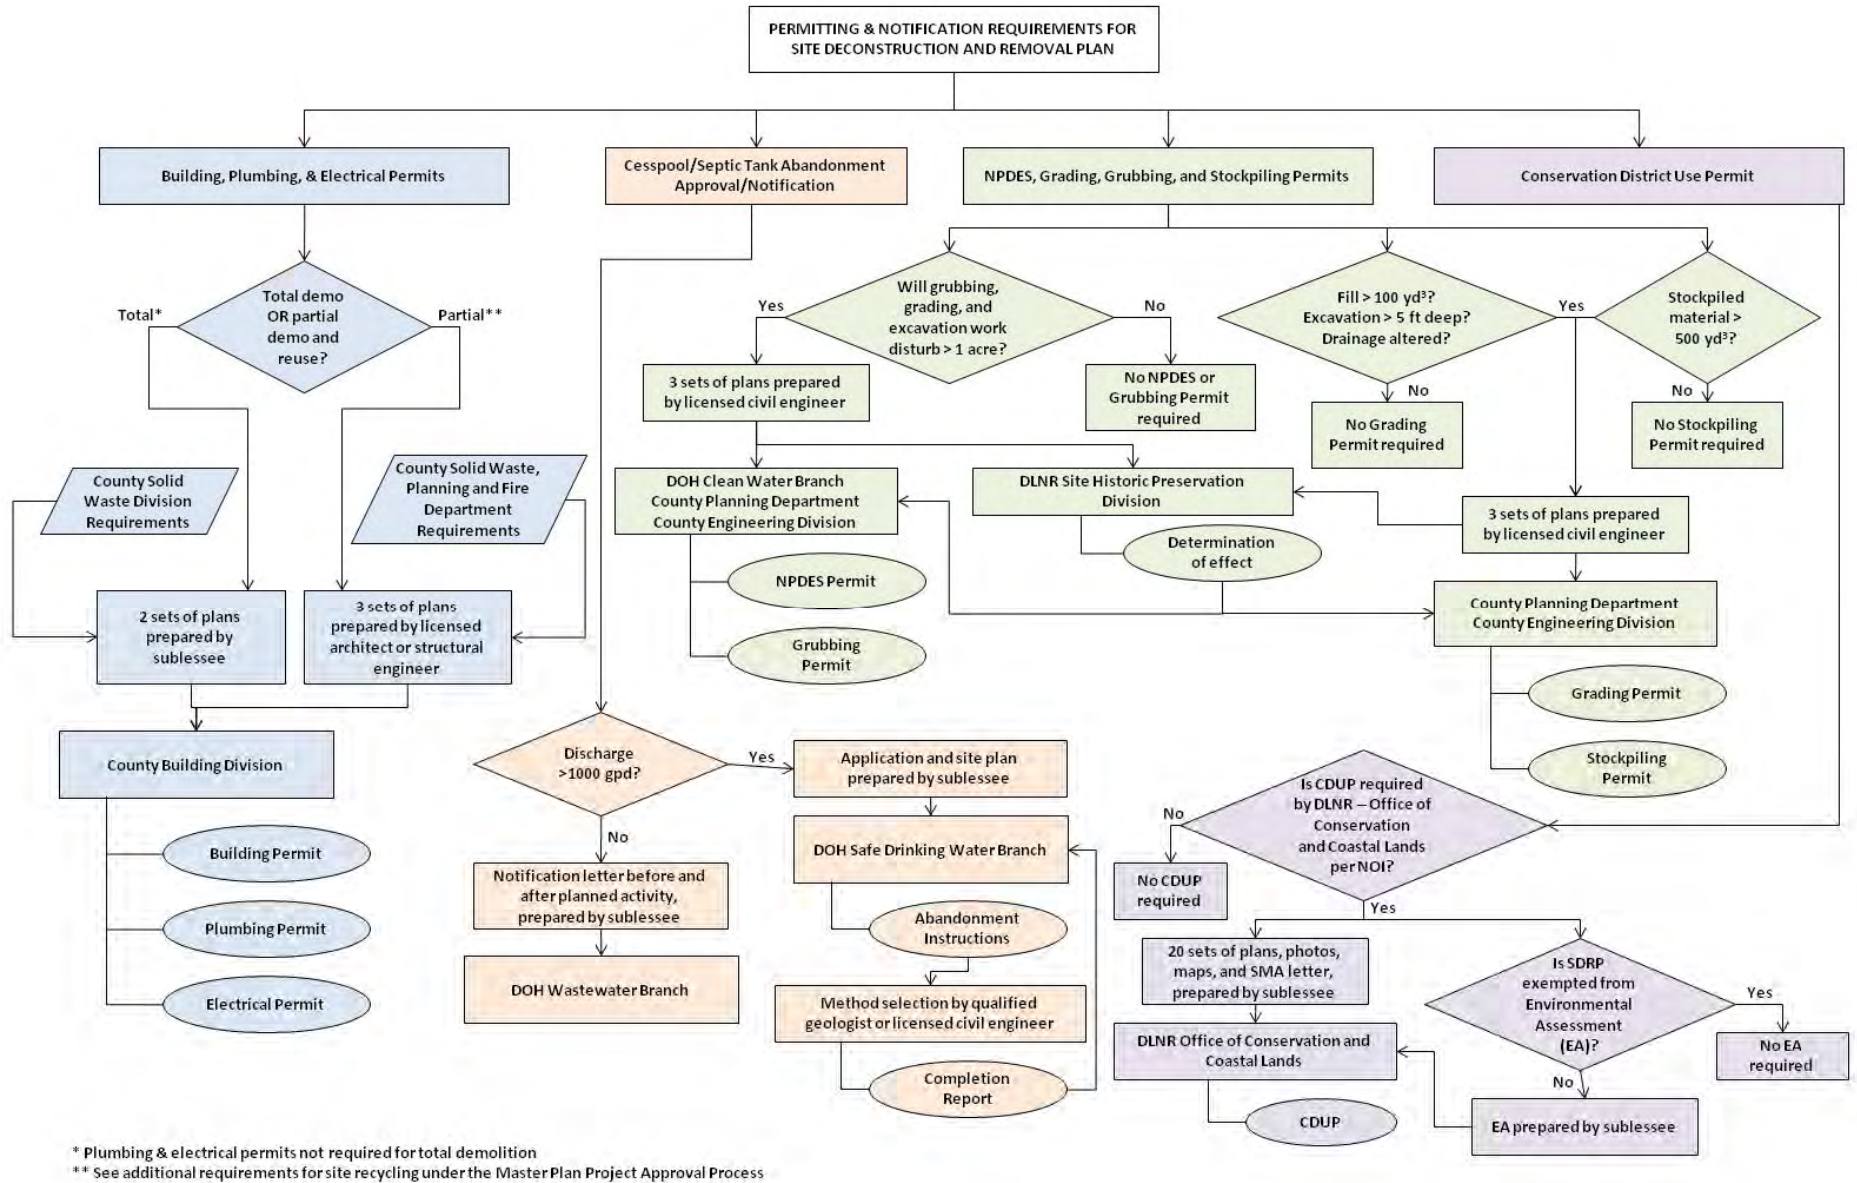 PERMITTING & NOTIFICATION REQUIREMENTS FOR
SITE DECONSTRUCTION AND REMOVAL PLAN
Building, Plumbing, & Electrical Permits
Cesspool/Septic Tank Abandonment
Approval/Notification
NPDES, Grading, Grubbing, and Stockpiling Permits
Conservation District Use Permit
Total*
Total demo
OR partial
demo and
reuse?
Partial**
County Solid
Waste Division
Requirements
County Solid Waste,
Planning and Fire
Department
Requirements
2 sets of plans
prepared by
sublessee
3 sets of plans
prepared by licensed
architect or structural
engineer
County Building Division
Building Permit
Plumbing Permit
Electrical Permit
Discharge
>1000 gpd?
Yes
No
Notification letter before and
after planned activity,
prepared by sublessee
DOH Wastewater Branch
Application and site plan
prepared by sublessee
DOH Safe Drinking Water Branch
Abandonment
Instructions
Method selection by qualified
geologist or licensed civil engineer
Completion
Report
Yes
Will grubbing,
grading, and
excavation work
disturb > 1 acre?
No
3 sets of plans prepared
by licensed civil engineer
No NPDES or
Grubbing Permit
required
DOH Clean Water Branch
County Planning Department
County Engineering Division
NPDES Permit
Grubbing
Permit
DLNR Site Historic Preservation
Division
Determination
of effect
Fill > 100 yd³?
Excavation > 5 ft deep?
Drainage altered?
Yes
No
No Grading
Permit required
Stockpiled
material >
500 yd³?
No
No Stockpiling
Permit required
3 sets of plans prepared
by licensed civil engineer
County Planning Department
County Engineering Division
Grading Permit
Stockpiling
Permit
Is CDUP required
by DLNR – Office of
Conservation
and Coastal Lands
per NOI?
No
No CDUP
required
Yes
20 sets of plans, photos,
maps, and SMA letter,
prepared by sublessee
DLNR Office of Conservation and
Coastal Lands
CDUP
Is SDRP
exempted from
Environmental
Assessment
(EA)?
Yes
No EA
required
No
EA prepared by sublessee
* Plumbing & electrical permits not required for total demolition
** See additional requirements for site recycling under the Master Plan Project Approval Process